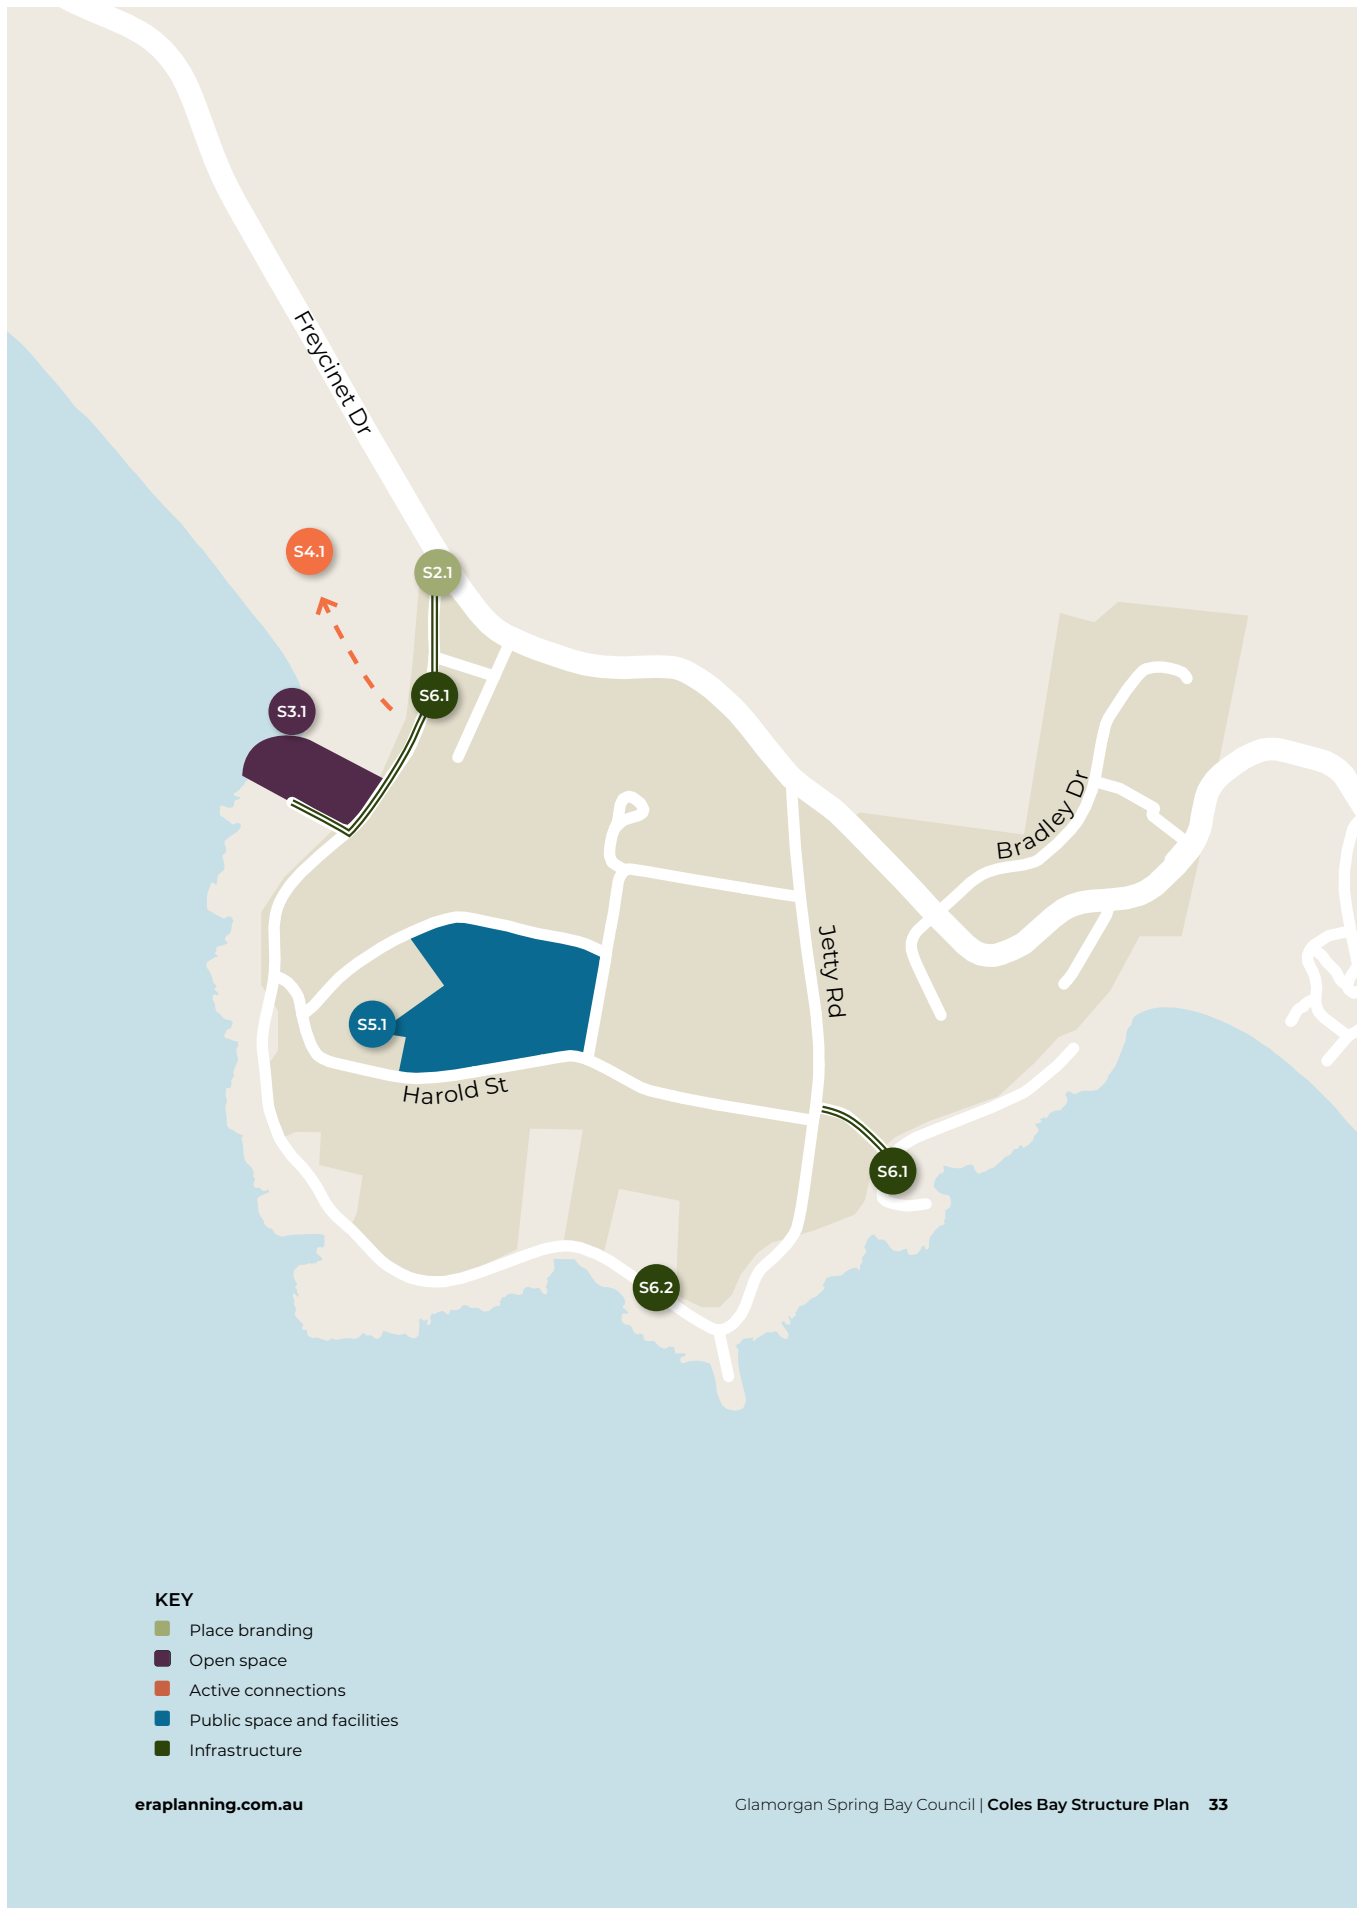 Freycinet Dr
S4.1
S2.1
S6.1
S3.1
Bradley Dr
Jetty Rd
S5.1
Harold St
S6.1
S6.2
KEY
Place branding
Open space
Active connections
Public space and facilities
Infrastructure
eraplanning.com.au
Glamorgan Spring Bay Council | Coles Bay Structure Plan 33